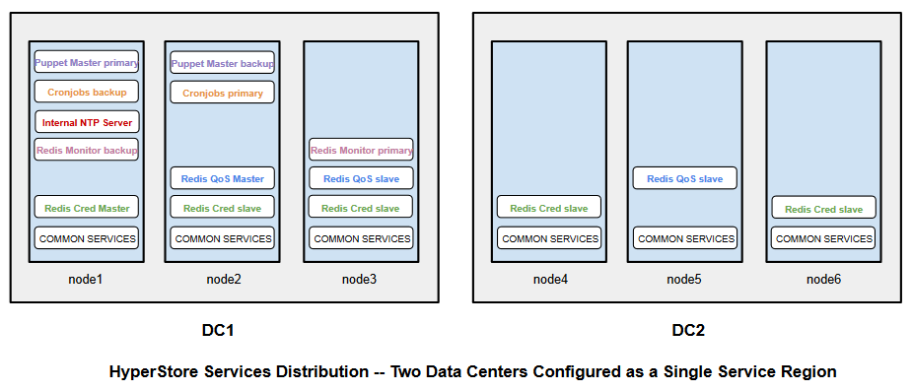 Puppet Master primary
Cronjobs backup
Internal NTP Server
Redis Monitor backup
Redis Cred Master
COMMON SERVICES
node1
Puppet Master backup
Cronjobs primary
Redis QoS Master
Redis Cred slave
COMMON SERVICES
node2
Redis Monitor primary
Redis QoS slave
Redis Cred slave
COMMON SERVICES
node3
DC1
Redis Cred slave
COMMON SERVICES
node4
Redis QoS slave
COMMON SERVICES
node5
Redis Cred slave
COMMON SERVICES
node6
DC2
HyperStore Services Distribution -- Two Data Centers Configured as a Single Service Region